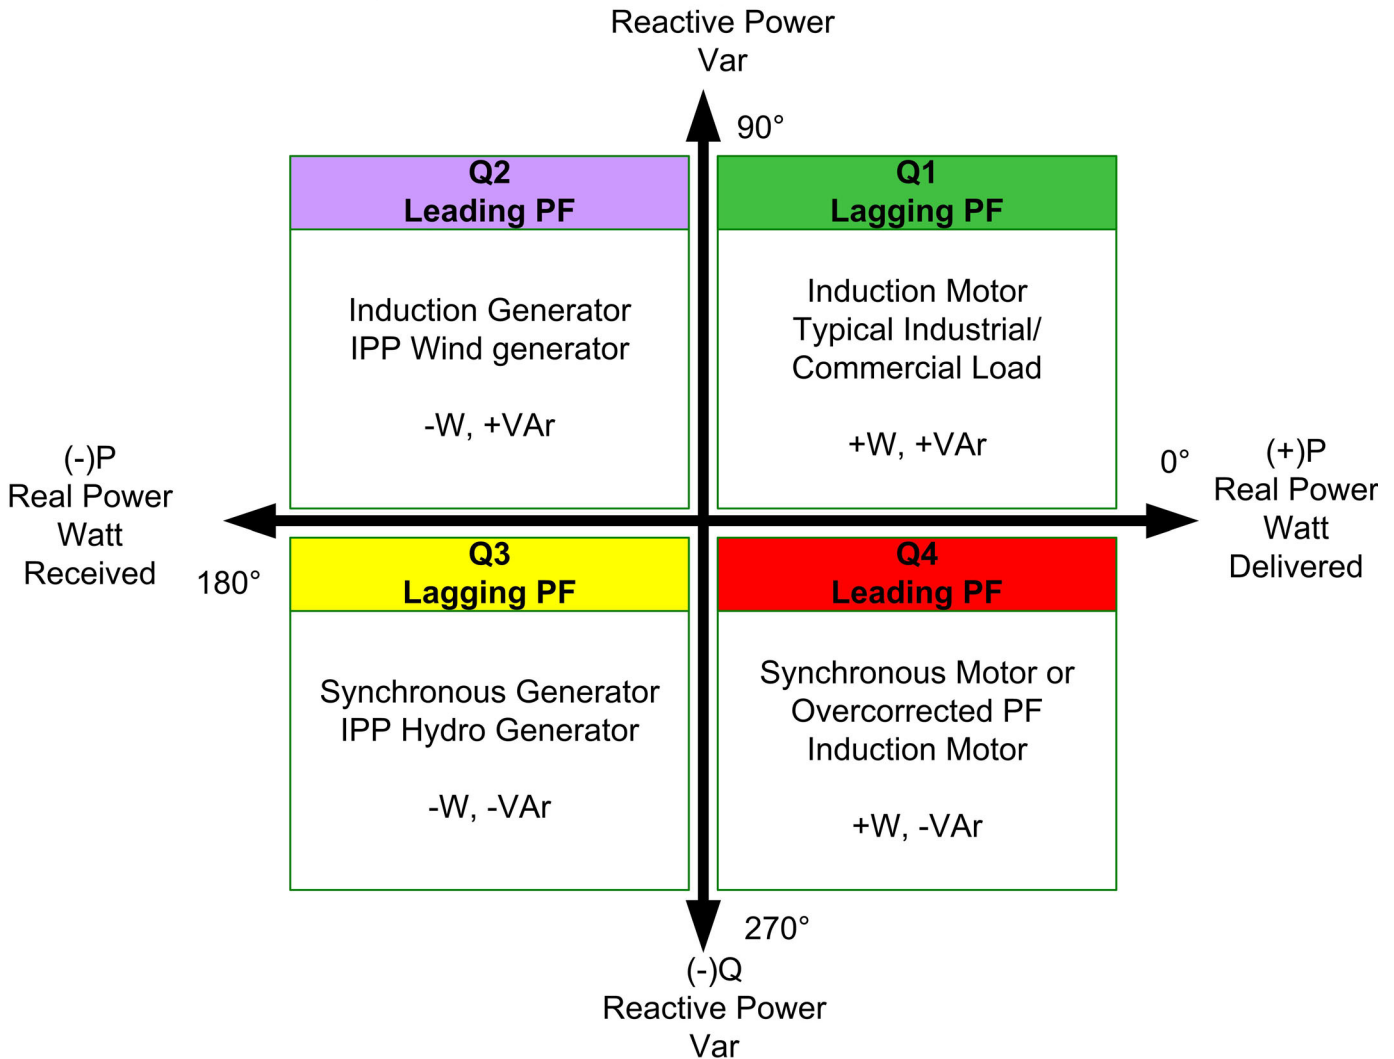 Reactive Power
Var
90°
Q2
Leading PF
Induction Generator
IPP Wind generator
-W, +VAr
Q1
Lagging PF
Induction Motor
Typical Industrial/
Commercial Load
+W, +VAr
(-)P
Real Power
Watt
Received
180°
0°
(+)P
Real Power
Watt
Delivered
Q3
Lagging PF
Synchronous Generator
IPP Hydro Generator
-W, -VAr
Q4
Leading PF
Synchronous Motor or
Overcorrected PF
Induction Motor
+W, -VAr
270°
(-)Q
Reactive Power
Var